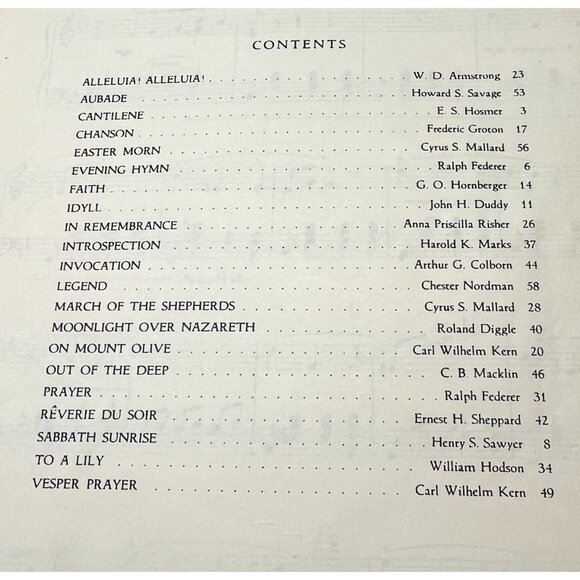 CONTENTS
ALLELUIA! ALLELUIA! . . . . . . . . . . . . . . . . W. D. Armstrong 23
AUBADE . . . . . . . . . . . . . . . . . . . . Howard S. Savage 53
CANTILENE . . . . . . . . . . . . . . . . . . . . E. S. Hosmer 3
CHANSON . . . . . . . . . . . . . . . . . . . . Frederic Groton 17
EASTER MORN . . . . . . . . . . . . . . . . . . Cyrus S. Mallard 56
EVENING HYMN . . . . . . . . . . . . . . . . . . Ralph Federer 6
FAITH . . . . . . . . . . . . . . . . . . . . G. O. Hornberger 14
IDYLL . . . . . . . . . . . . . . . . . . . . John H. Duddy 11
IN REMEMBRANCE . . . . . . . . . . . . . . . . Anna Priscilla Risher 26
INTROSPECTION . . . . . . . . . . . . . . . . . Harold K. Marks 37
INVOCATION . . . . . . . . . . . . . . . . . . Arthur G. Colborn 44
LEGEND . . . . . . . . . . . . . . . . . . . . Chester Nordman 58
MARCH OF THE SHEPHERDS . . . . . . . . . . . . . Cyrus S. Mallard 28
MOONLIGHT OVER NAZARETH . . . . . . . . . . . . . Roland Diggle 40
ON MOUNT OLIVE . . . . . . . . . . . . . . . . Carl Wilhelm Kern 20
OUT OF THE DEEP . . . . . . . . . . . . . . . . C. B. Macklin 46
PRAYER . . . . . . . . . . . . . . . . . . . . Ralph Federer 31
RÊVERIE DU SOIR . . . . . . . . . . . . . . . . Ernest H. Sheppard 42
SABBATH SUNRISE . . . . . . . . . . . . . . . . Henry S. Sawyer 8
TO A LILY . . . . . . . . . . . . . . . . . . . William Hodson 34
VESPER PRAYER . . . . . . . . . . . . . . . . . Carl Wilhelm Kern 49